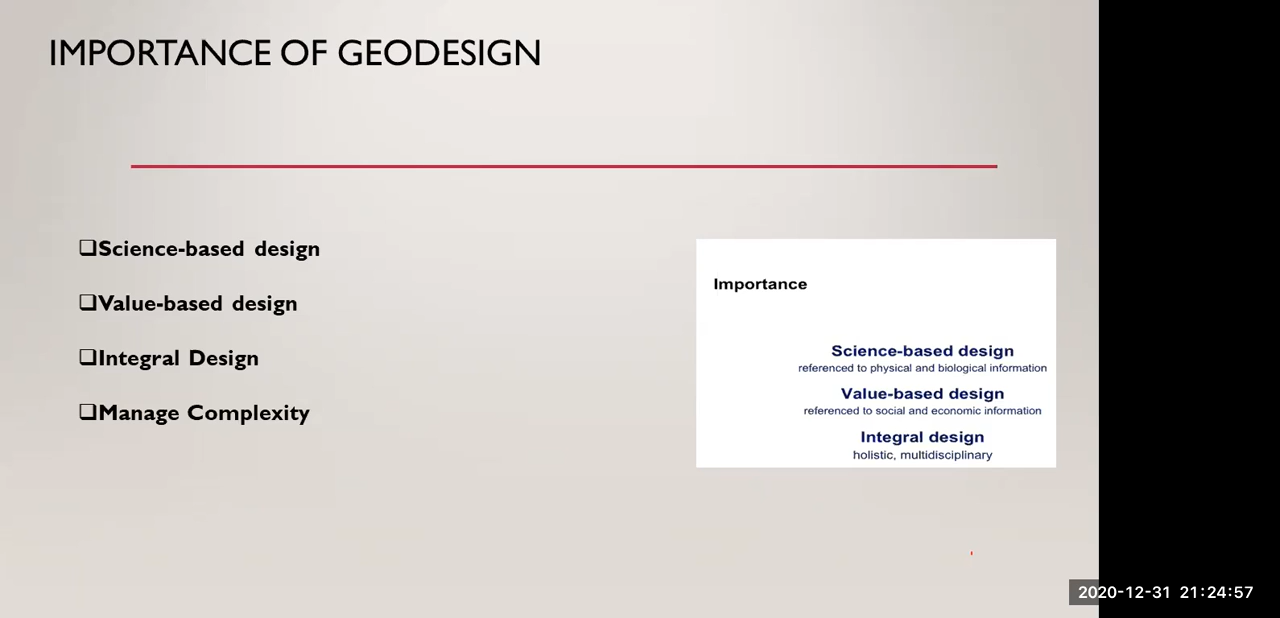 IMPORTANCE OF GEODESIGN
❑Science-based design
❑Value-based design
❑Integral Design
❑Manage Complexity
Importance
Science-based design
referenced to physical and biological information
Value-based design
referenced to social and economic information
Integral design
holistic, multidisciplinary
2020-12-31 21:24:57